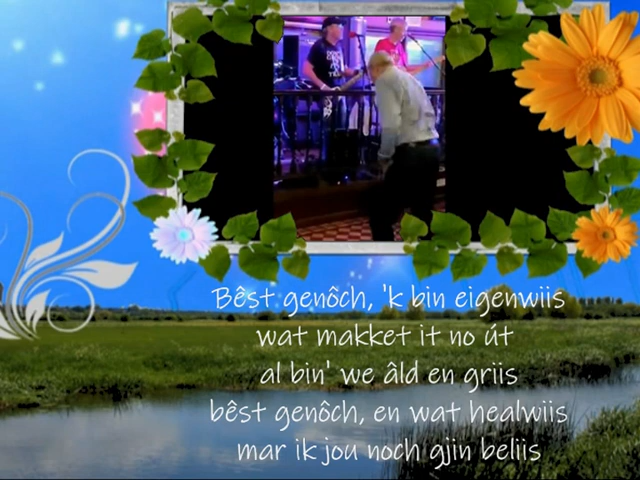 Bêst genôch, 'k bin eigenwiis
wat makket it no út
al bin' we âld en griis
bêst genôch, en wat healwiis
mar ik jou noch gjin beliis